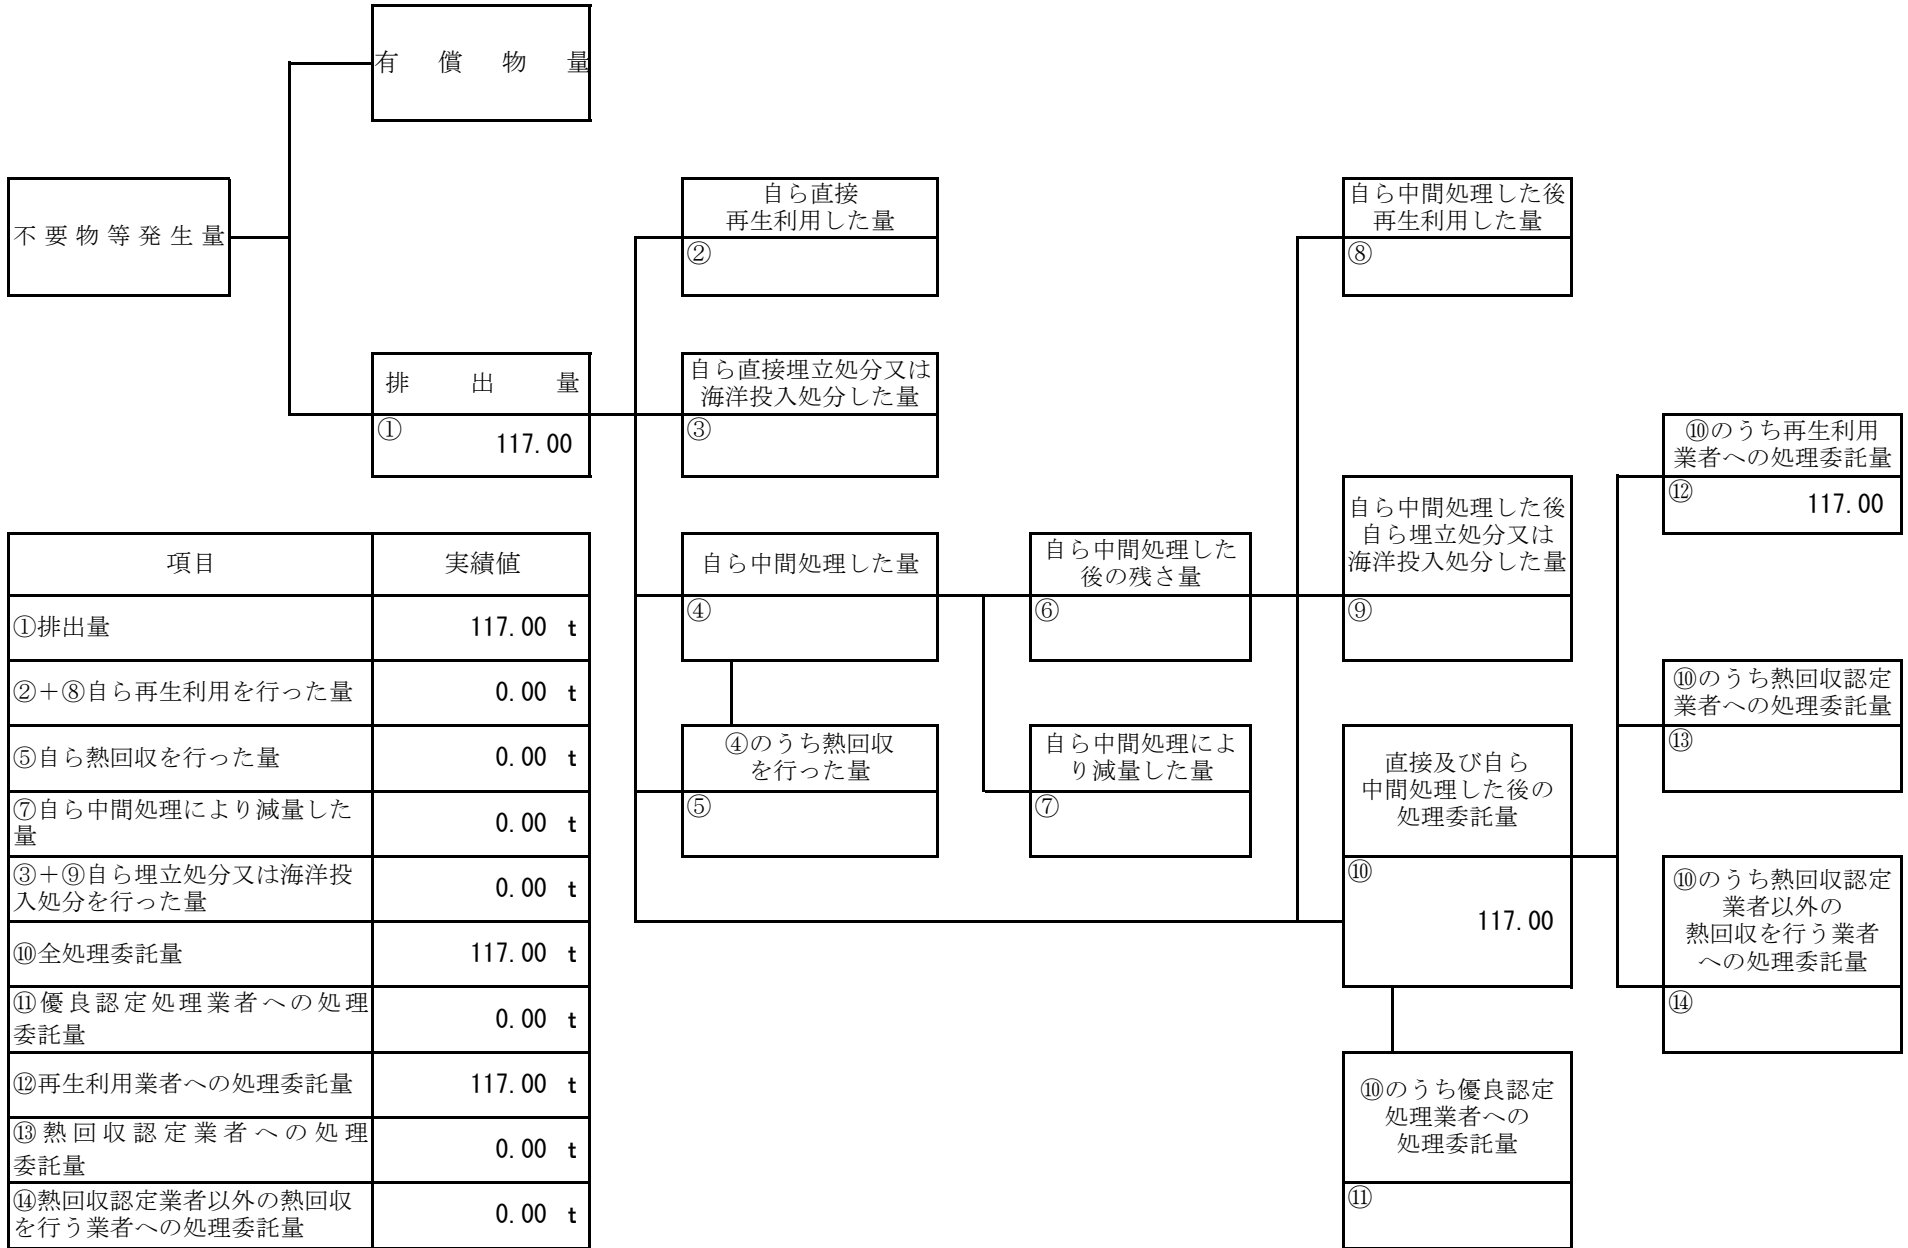 有償物量
不要物等発生量
自ら直接
再生利用した量
②
自ら中間処理した後
再生利用した量
⑧
排出量
① 117.00
自ら直接埋立処分又は
海洋投入処分した量
③
⑩のうち再生利用
業者への処理委託量
⑫ 117.00
自ら中間処理した量
④
自ら中間処理した
後の残さ量
⑥
自ら中間処理した後
自ら埋立処分又は
海洋投入処分した量
⑨
⑩のうち熱回収認定
業者への処理委託量
⑬
④のうち熱回収
を行った量
⑤
自ら中間処理によ
り減量した量
⑦
直接及び自ら
中間処理した後の
処理委託量
⑩
117.00
⑩のうち熱回収認定
業者以外の
熱回収を行う業者
への処理委託量
⑭
⑩のうち優良認定
処理業者への
処理委託量
⑪
項目 実績値
①排出量 117.00 t
②＋⑧自ら再生利用を行った量 0.00 t
⑤自ら熱回収を行った量 0.00 t
⑦自ら中間処理により減量した
量 0.00 t
③＋⑨自ら埋立処分又は海洋投
入処分を行った量 0.00 t
⑩全処理委託量 117.00 t
⑪優良認定処理業者への処理
委託量 0.00 t
⑫再生利用業者への処理委託量 117.00 t
⑬熱回収認定業者への処理
委託量 0.00 t
⑭熱回収認定業者以外の熱回収
を行う業者への処理委託量 0.00 t